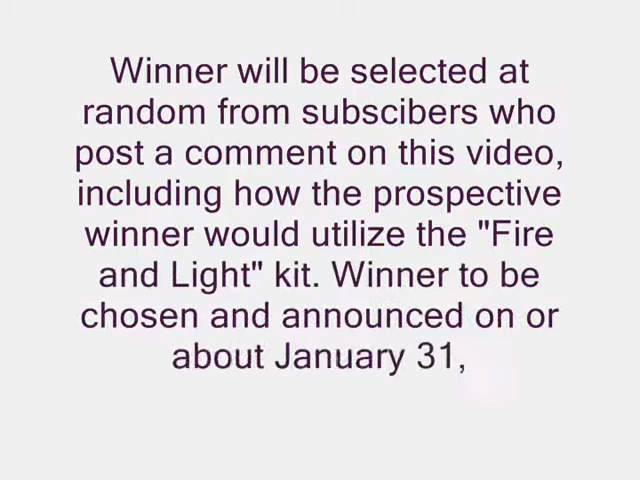 Winner will be selected at
random from subscibers who
post a comment on this video,
including how the prospective
winner would utilize the "Fire
and Light" kit. Winner to be
chosen and announced on or
about January 31,